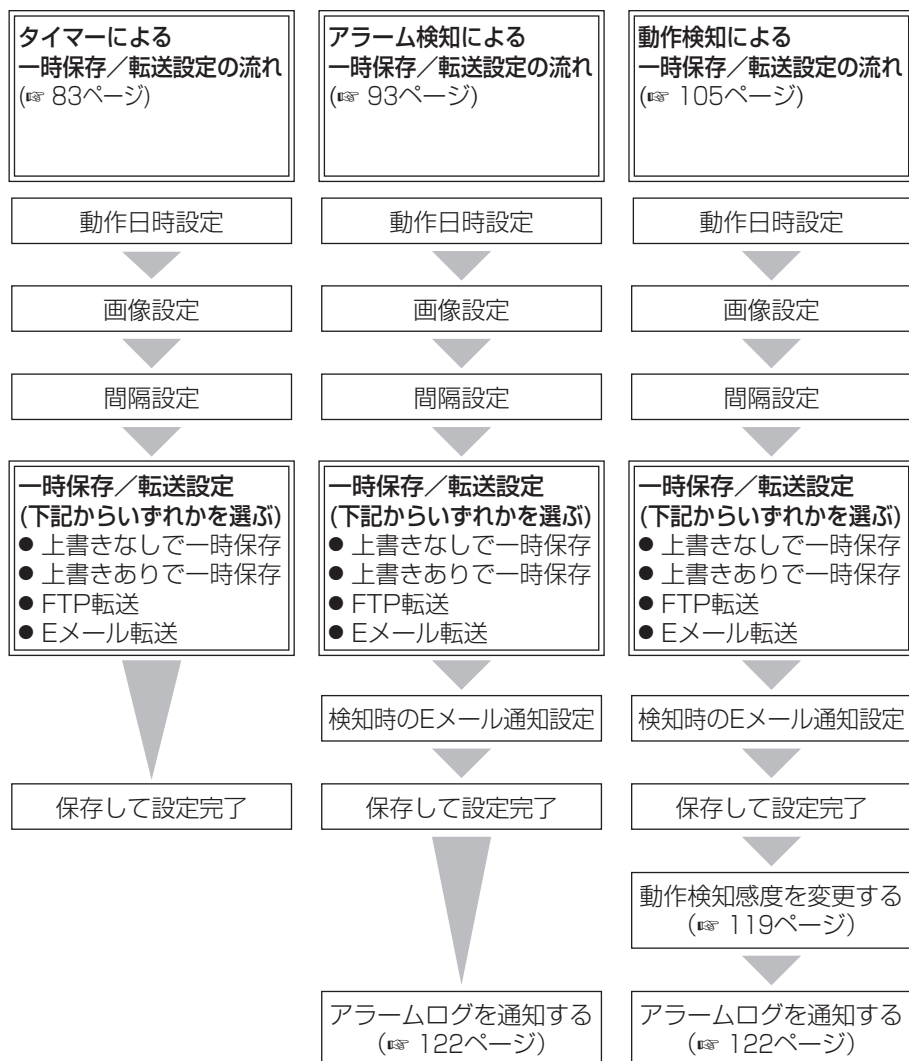 タイマーによる
一時保存／転送設定の流れ
(☞ 83ページ)
動作日時設定
画像設定
間隔設定
一時保存／転送設定
(下記からいずれかを選ぶ)
● 上書きなしで一時保存
● 上書きありで一時保存
● FTP転送
● Eメール転送
保存して設定完了
アラーム検知による
一時保存／転送設定の流れ
(☞ 93ページ)
動作日時設定
画像設定
間隔設定
一時保存／転送設定
(下記からいずれかを選ぶ)
● 上書きなしで一時保存
● 上書きありで一時保存
● FTP転送
● Eメール転送
検知時のEメール通知設定
保存して設定完了
アラームログを通知する
(☞ 122ページ)
動作検知による
一時保存／転送設定の流れ
(☞ 105ページ)
動作日時設定
画像設定
間隔設定
一時保存／転送設定
(下記からいずれかを選ぶ)
● 上書きなしで一時保存
● 上書きありで一時保存
● FTP転送
● Eメール転送
検知時のEメール通知設定
保存して設定完了
動作検知感度を変更する
(☞ 119ページ)
アラームログを通知する
(☞ 122ページ)